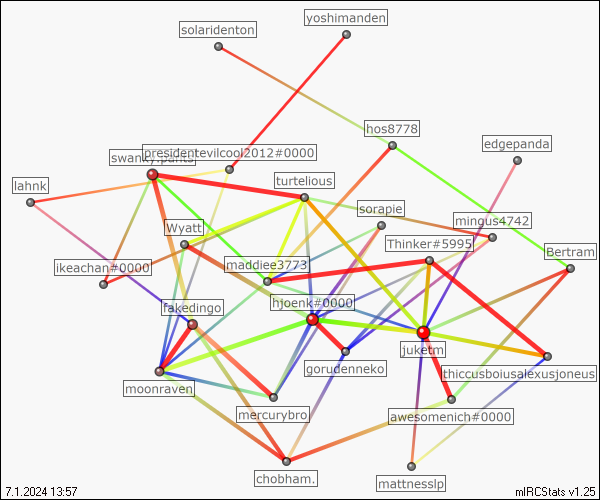 yoshimanden
solaridenton
hos8778
edgepanda
presidentevilcool2012#0000
swanky.pants
lahnk
turtelious
sorapie
mingus4742
Wyatt
Thinker#5995
Bertram
ikeachan#0000
maddiee3773
hjoenk#0000
fakedingo
juketm
gorudenneko
thiccusboiusalexusjoneus
moonraven
mercurybro
awesomenich#0000
chobham.
mattnesslp
7.1.2024 13:57
mIRCStats v1.25